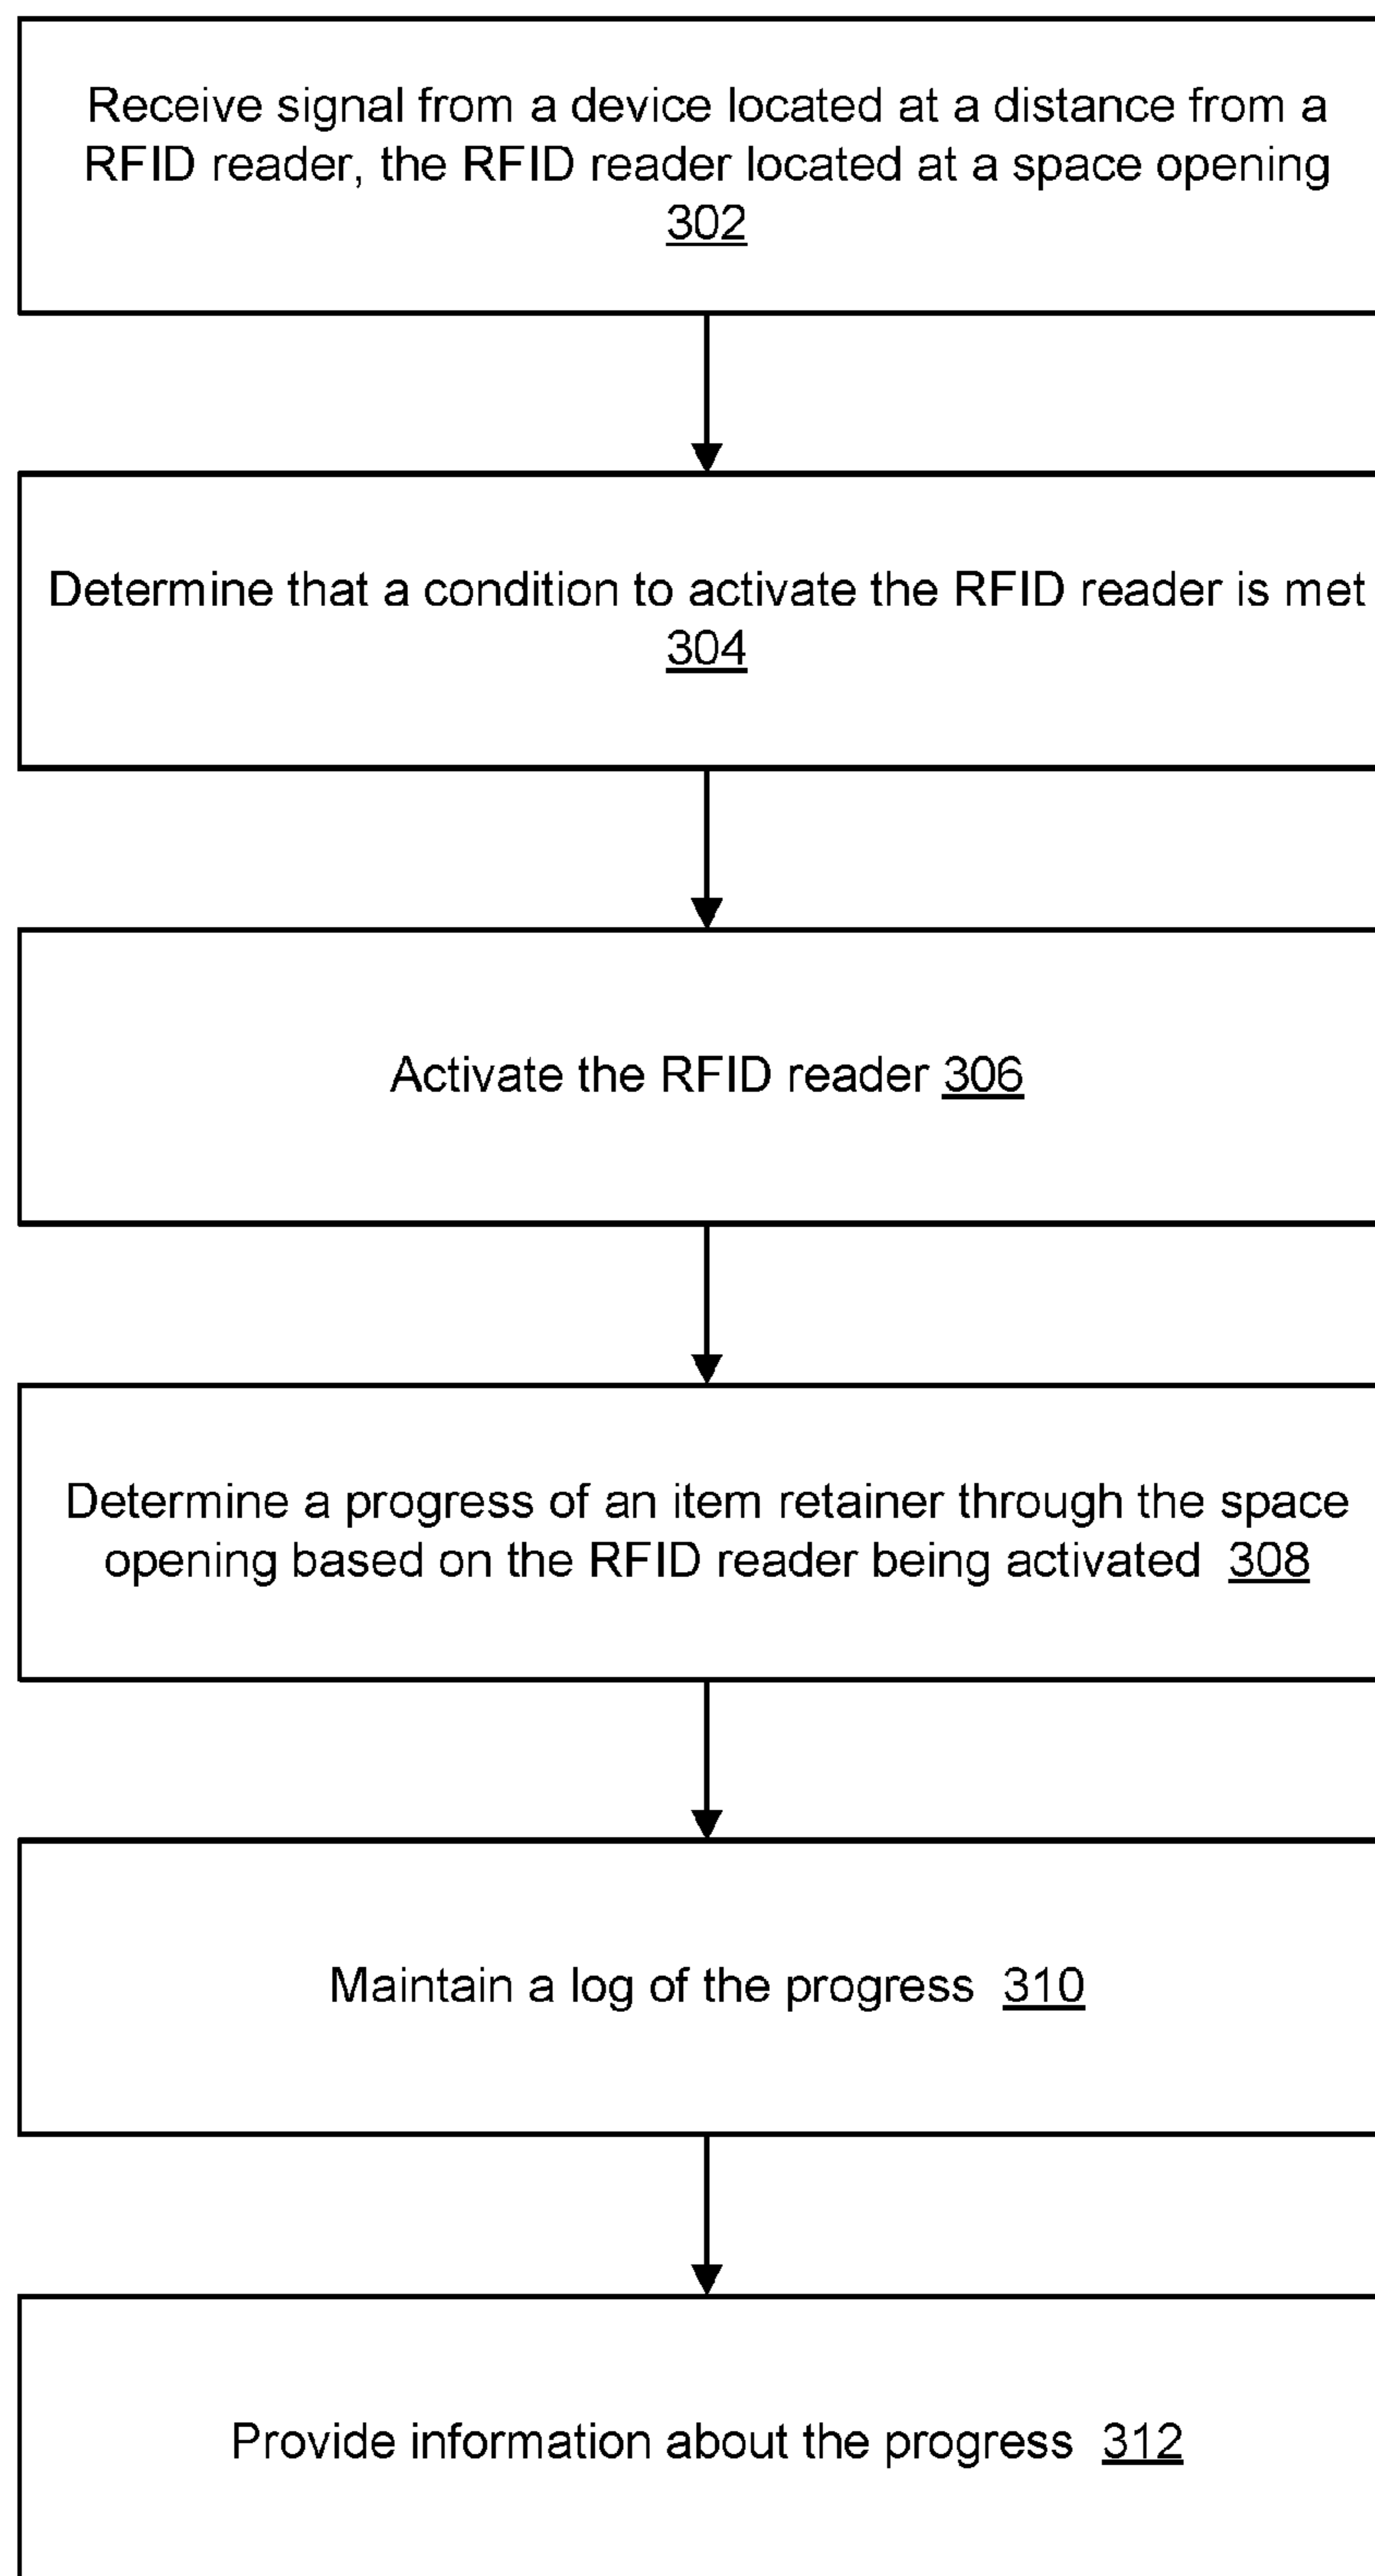 Receive signal from a device located at a distance from a
RFID reader, the RFID reader located at a space opening
302
Determine that a condition to activate the RFID reader is met
304
Activate the RFID reader 306
Determine a progress of an item retainer through the space
opening based on the RFID reader being activated 308
Maintain a log of the progress 310
Provide information about the progress 312